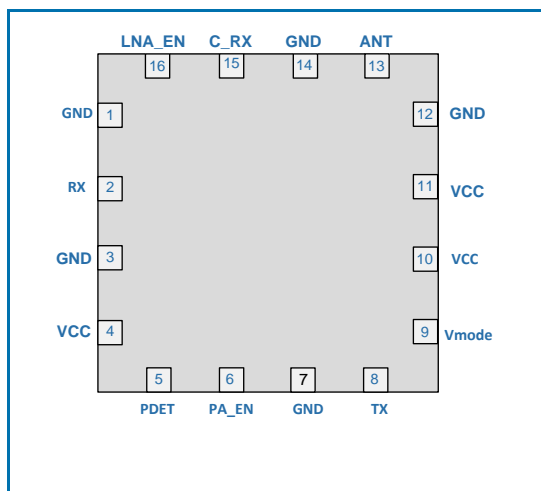 LNA_EN C_RX GND ANT
16 15 14 13
GND 1 12 GND
RX 2 11 VCC
GND 3 10 VCC
VCC 4 9 Vmode
5 6 7 8
PDET PA_EN GND TX